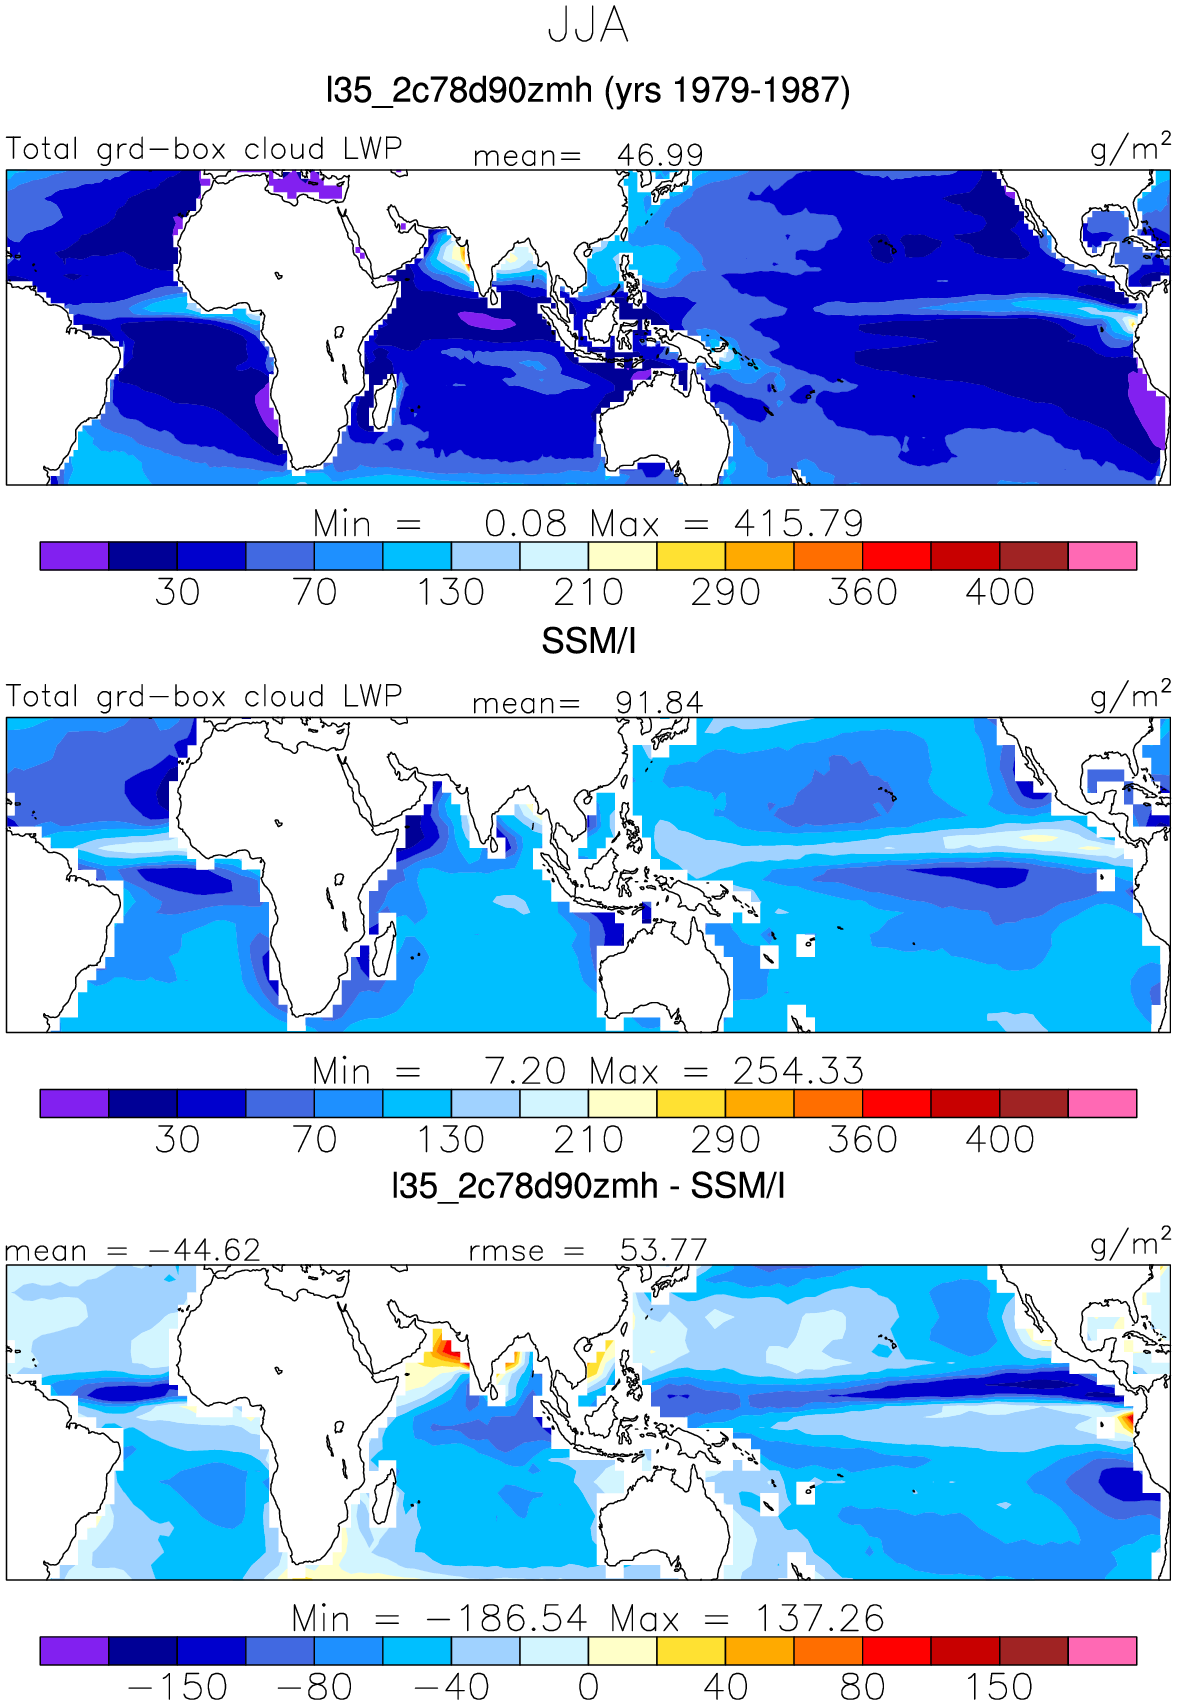 JJA
l35_2c78d90zmh (yrs 1979-1987)
Total grd-box cloud LWP mean= 46.99 g/m²
Min = 0.08 Max = 415.79
30 70 130 210 290 360 400
SSM/I
Total grd-box cloud LWP mean= 91.84 g/m²
Min = 7.20 Max = 254.33
30 70 130 210 290 360 400
l35_2c78d90zmh - SSM/I
mean = -44.62 rmse = 53.77 g/m²
Min = -186.54 Max = 137.26
-150 -80 -40 0 40 80 150